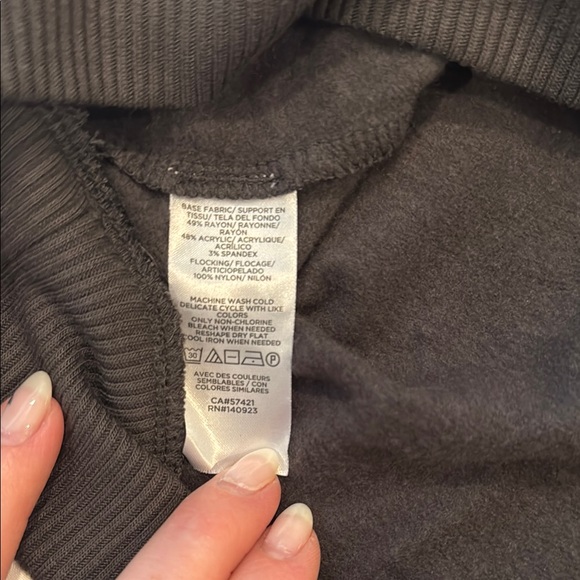 BASE FABRIC/ SUPPORT EN
TISSU/ TELA DEL FONDO
49% RAYON/ RAYONNE/
RAYÓN
48% ACRYLIC/ ACRYLIQUE/
ACRÍLICO
3% SPANDEX
FLOCKING/ FLOCAGE/
ARTICIOPELADO
100% NYLON/ NILÓN
MACHINE WASH COLD
DELICATE CYCLE WITH LIKE
COLORS
ONLY NON-CHLORINE
BLEACH WHEN NEEDED
RESHAPE DRY FLAT
COOL IRON WHEN NEEDED
30 P
AVEC DES COULEURS
SEMBLABLES / CON
COLORES SIMILARES
CA#57421
RN#140923